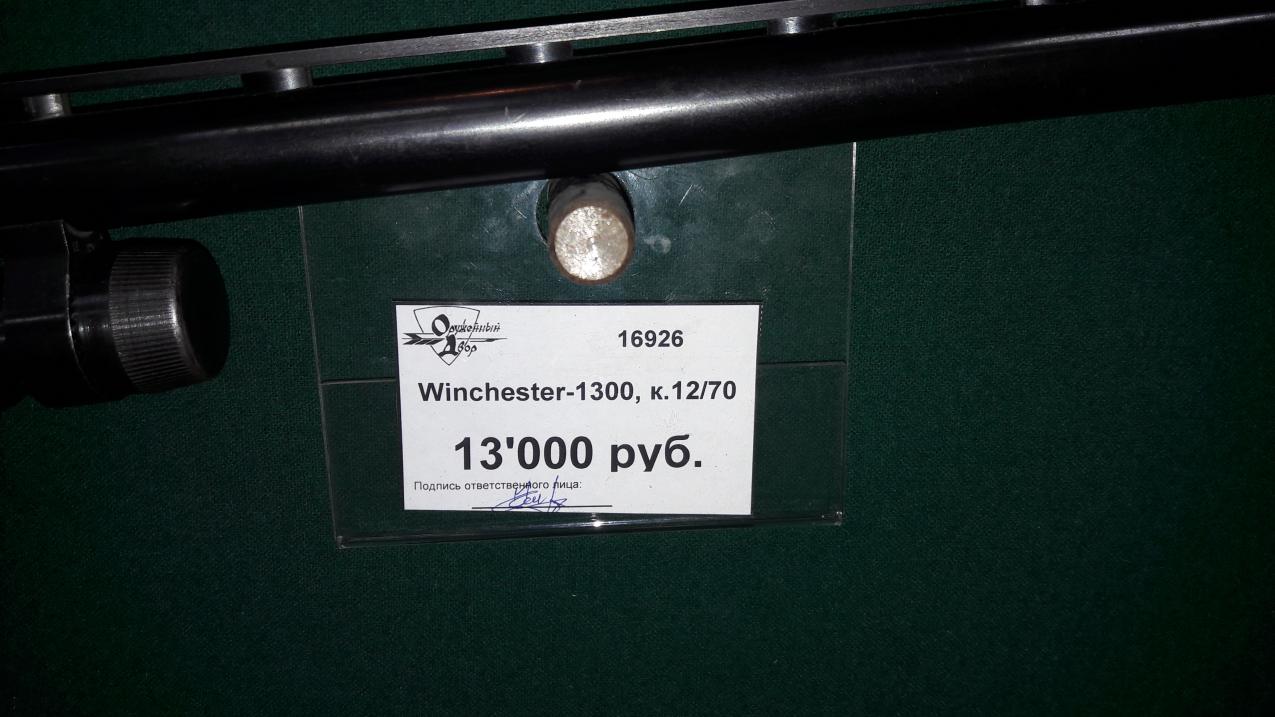 Оружейный
Двор
16926
Winchester-1300, к.12/70
13'000 руб.
Подпись ответственного лица: